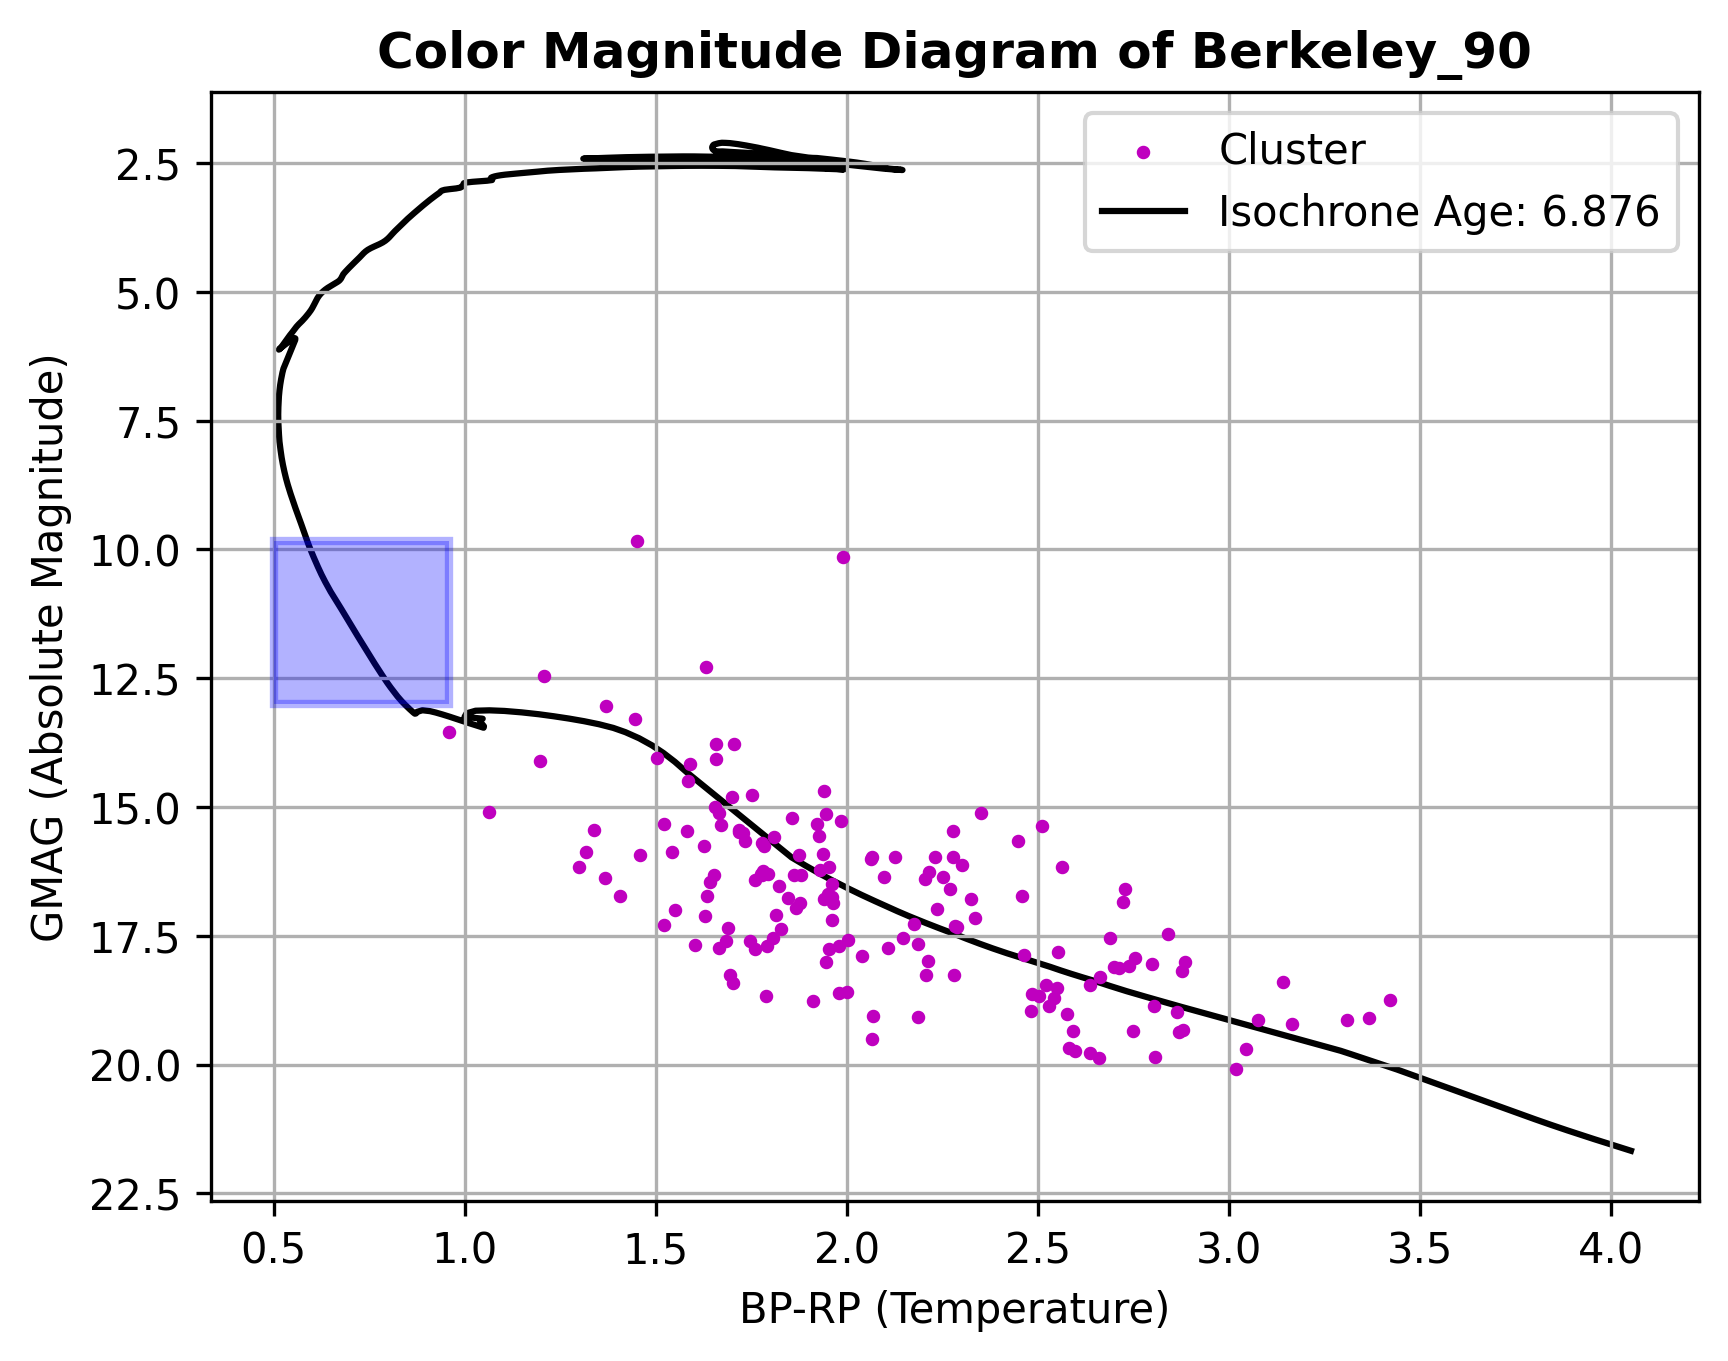 Color Magnitude Diagram of Berkeley_90
Cluster
Isochrone Age: 6.876
GMAG (Absolute Magnitude)
2.5
5.0
7.5
10.0
12.5
15.0
17.5
20.0
22.5
0.5 1.0 1.5 2.0 2.5 3.0 3.5 4.0
BP-RP (Temperature)